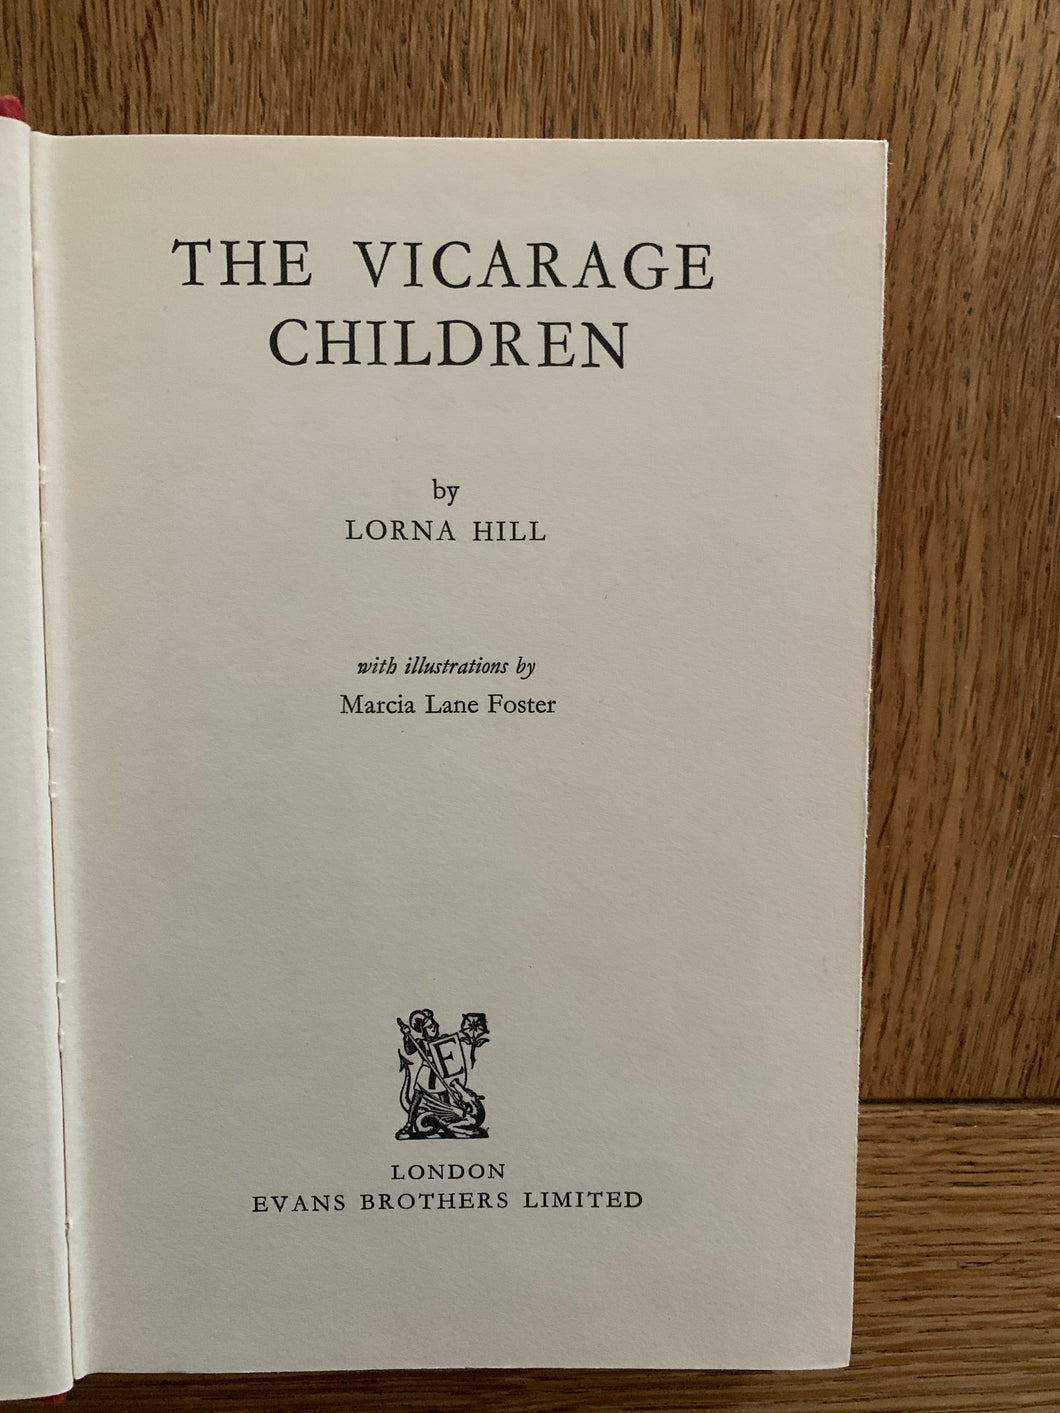 THE VICARAGE
CHILDREN
by
LORNA HILL
with illustrations by
Marcia Lane Foster
E
LONDON
EVANS BROTHERS LIMITED